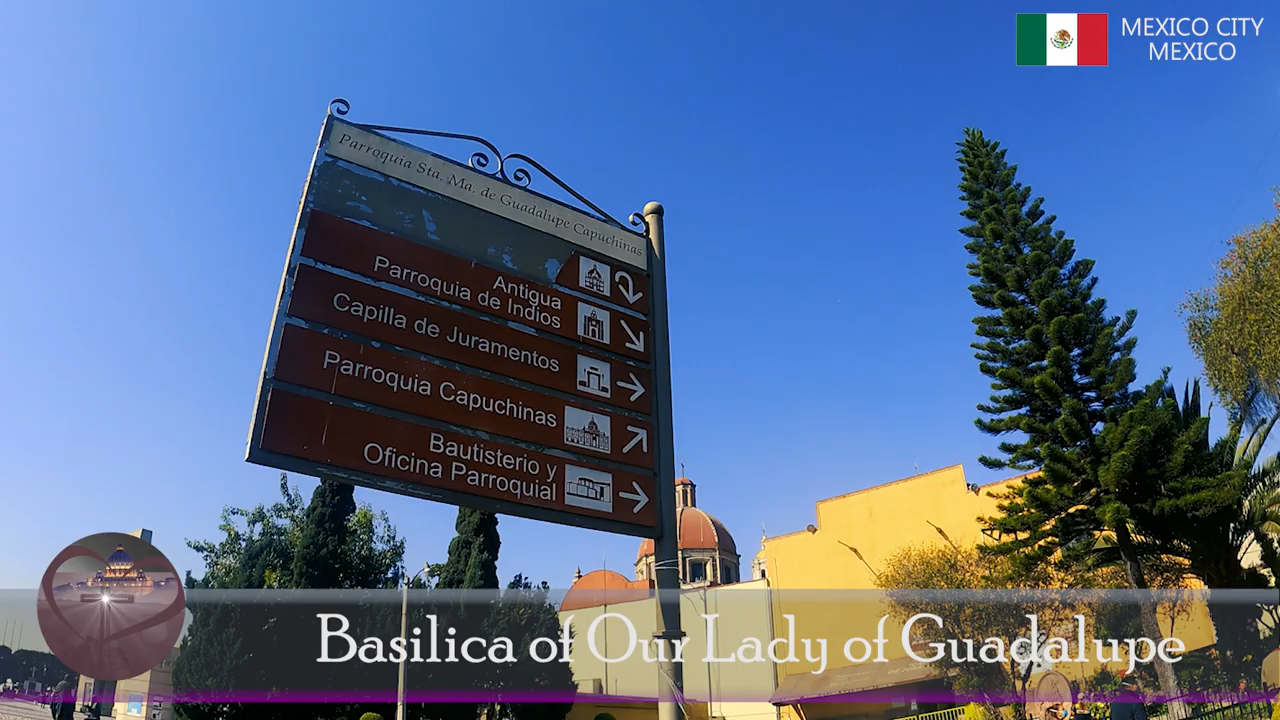 MEXICO CITY
MEXICO
Parroquia Sta. Ma. de Guadalupe Capuchinas
Antigua
Parroquia de Indios
Capilla de Juramentos
Parroquia Capuchinas
Bautisterio y
Oficina Parroquial
Basilica of Our Lady of Guadalupe